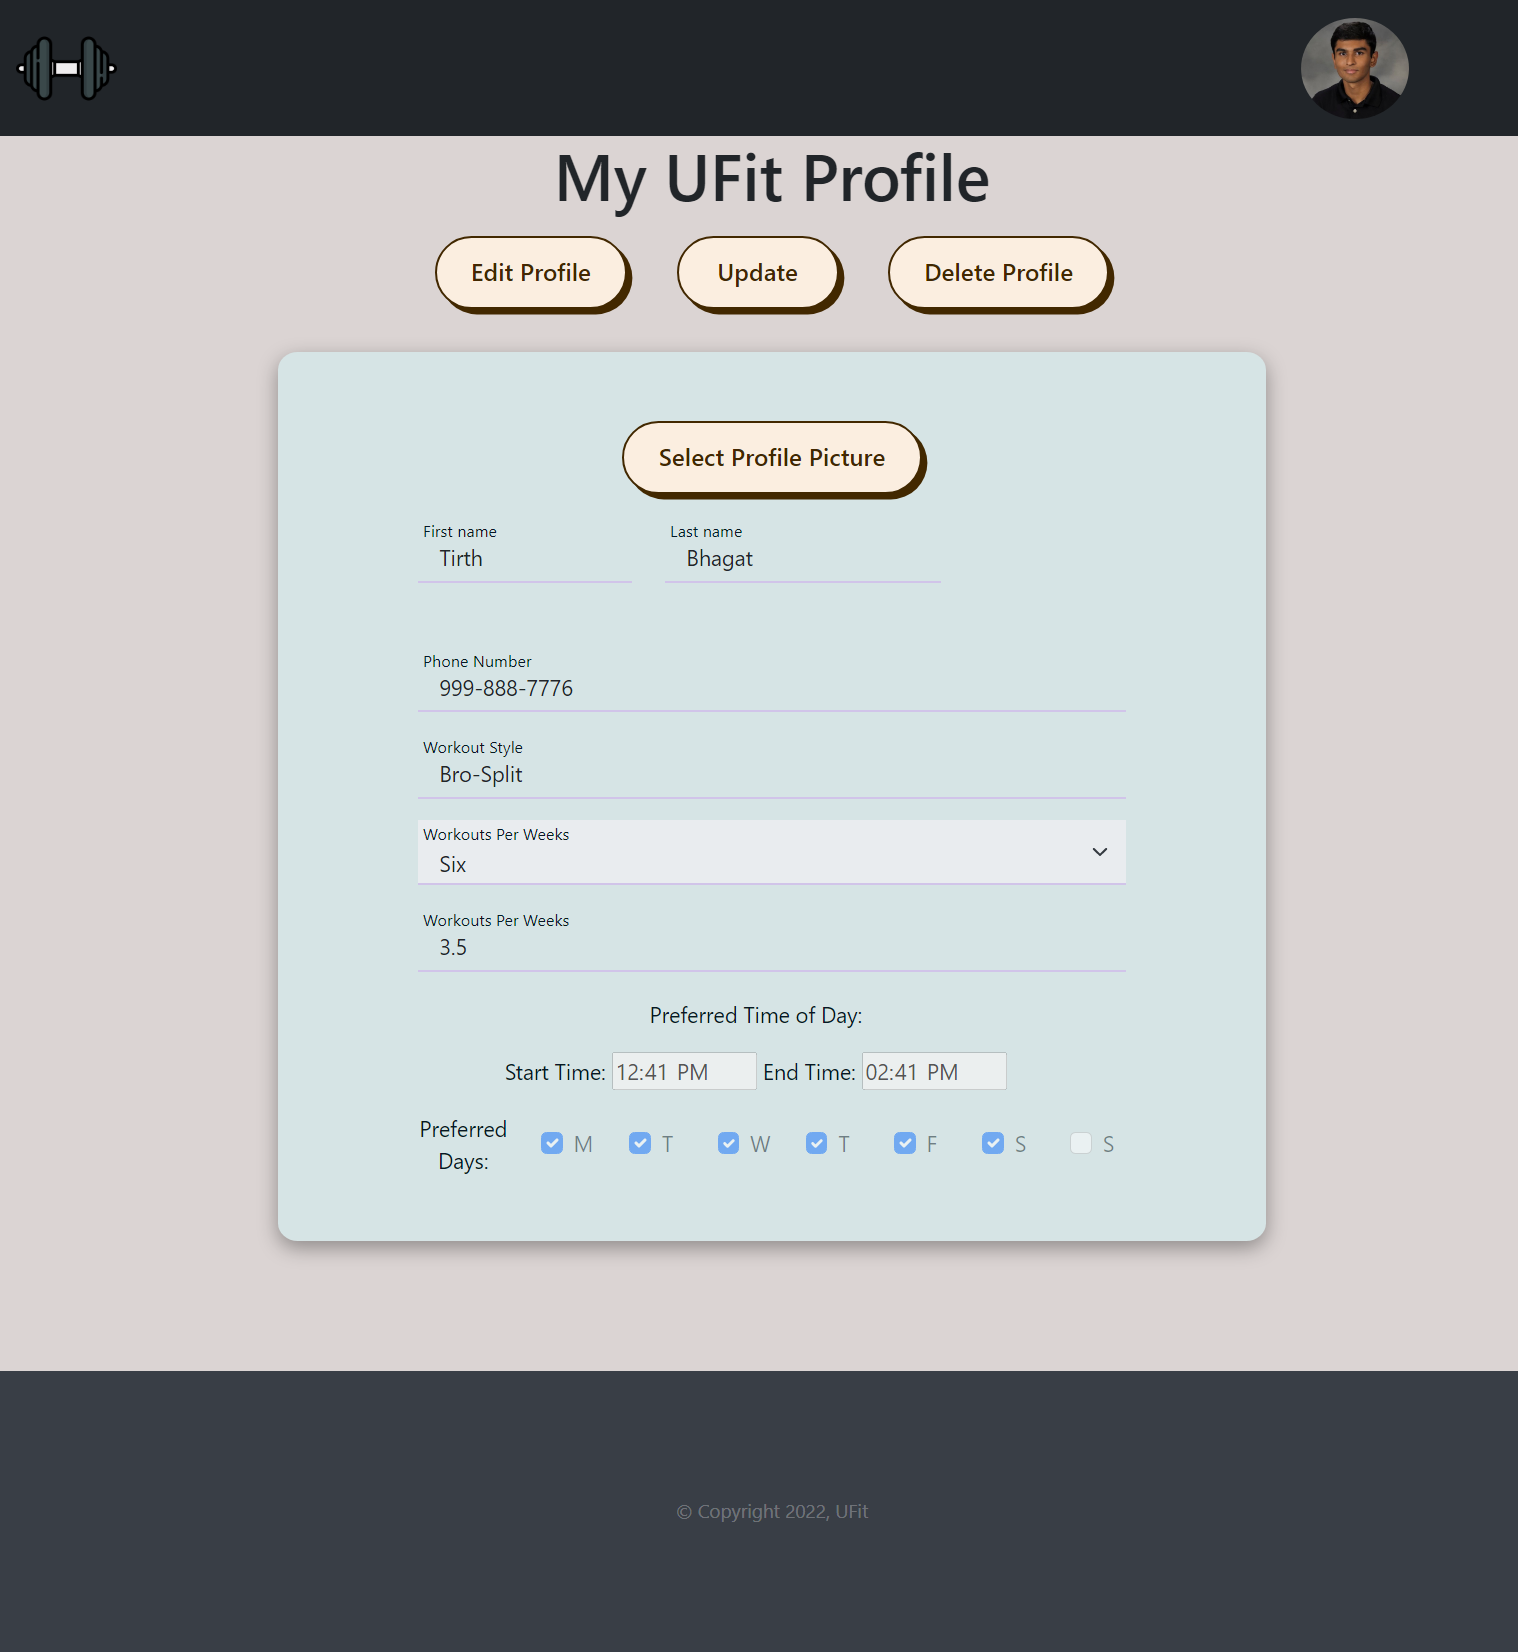 My UFit Profile
Edit Profile Update Delete Profile
Select Profile Picture
First name Last name
Tirth Bhagat
Phone Number
999-888-7776
Workout Style
Bro-Split
Workouts Per Weeks
Six
Workouts Per Weeks
3.5
Preferred Time of Day:
Start Time: 12:41 PM End Time: 02:41 PM
Preferred
Days:
M T W T F S S
© Copyright 2022, UFit